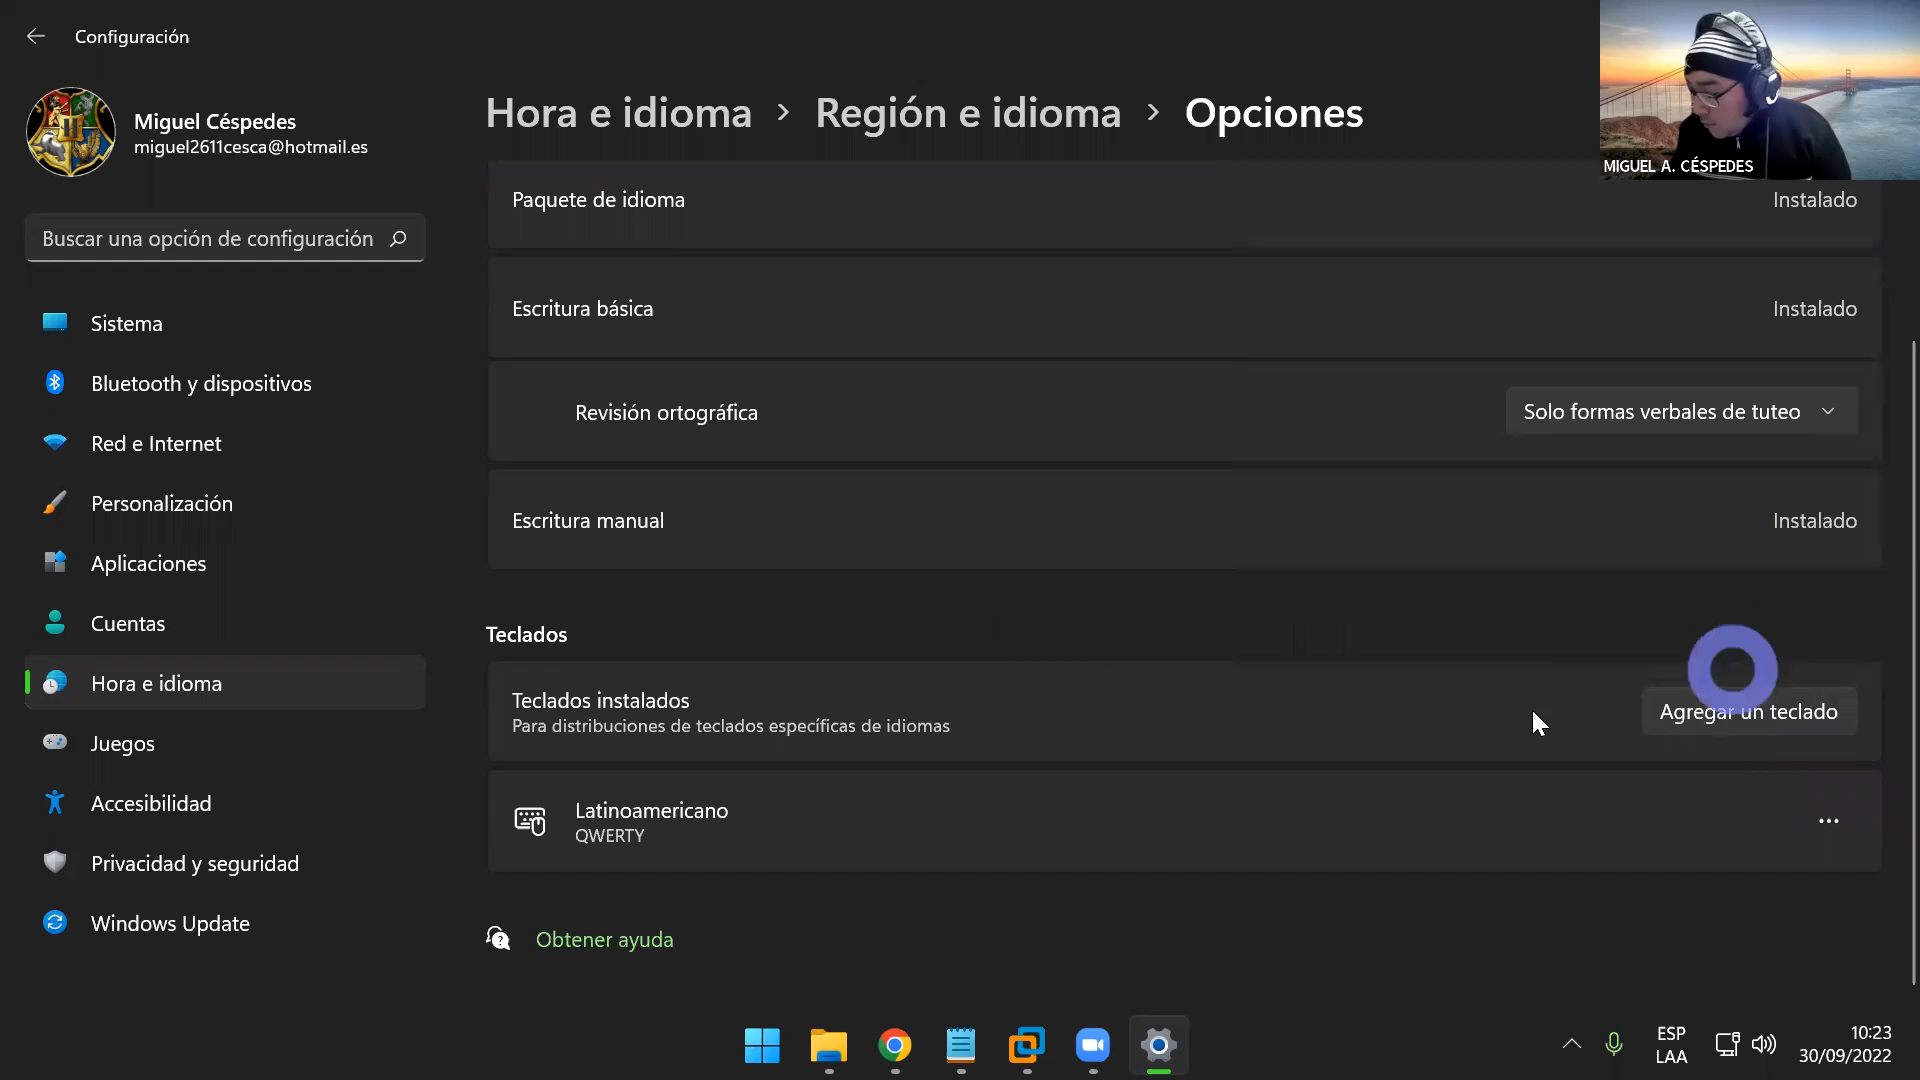 Configuración
Miguel Céspedes
miguel2611cesca@hotmail.es
Buscar una opción de configuración
Sistema
Bluetooth y dispositivos
Red e Internet
Personalización
Aplicaciones
Cuentas
Hora e idioma
Juegos
Accesibilidad
Privacidad y seguridad
Windows Update
Hora e idioma > Región e idioma > Opciones
MIGUEL A. CÉSPEDES
Paquete de idioma Instalado
Escritura básica Instalado
Revisión ortográfica Solo formas verbales de tuteo
Escritura manual Instalado
Teclados
Teclados instalados
Para distribuciones de teclados específicas de idiomas
Agregar un teclado
Latinoamericano
QWERTY
Obtener ayuda
ESP
LAA
10:23
30/09/2022